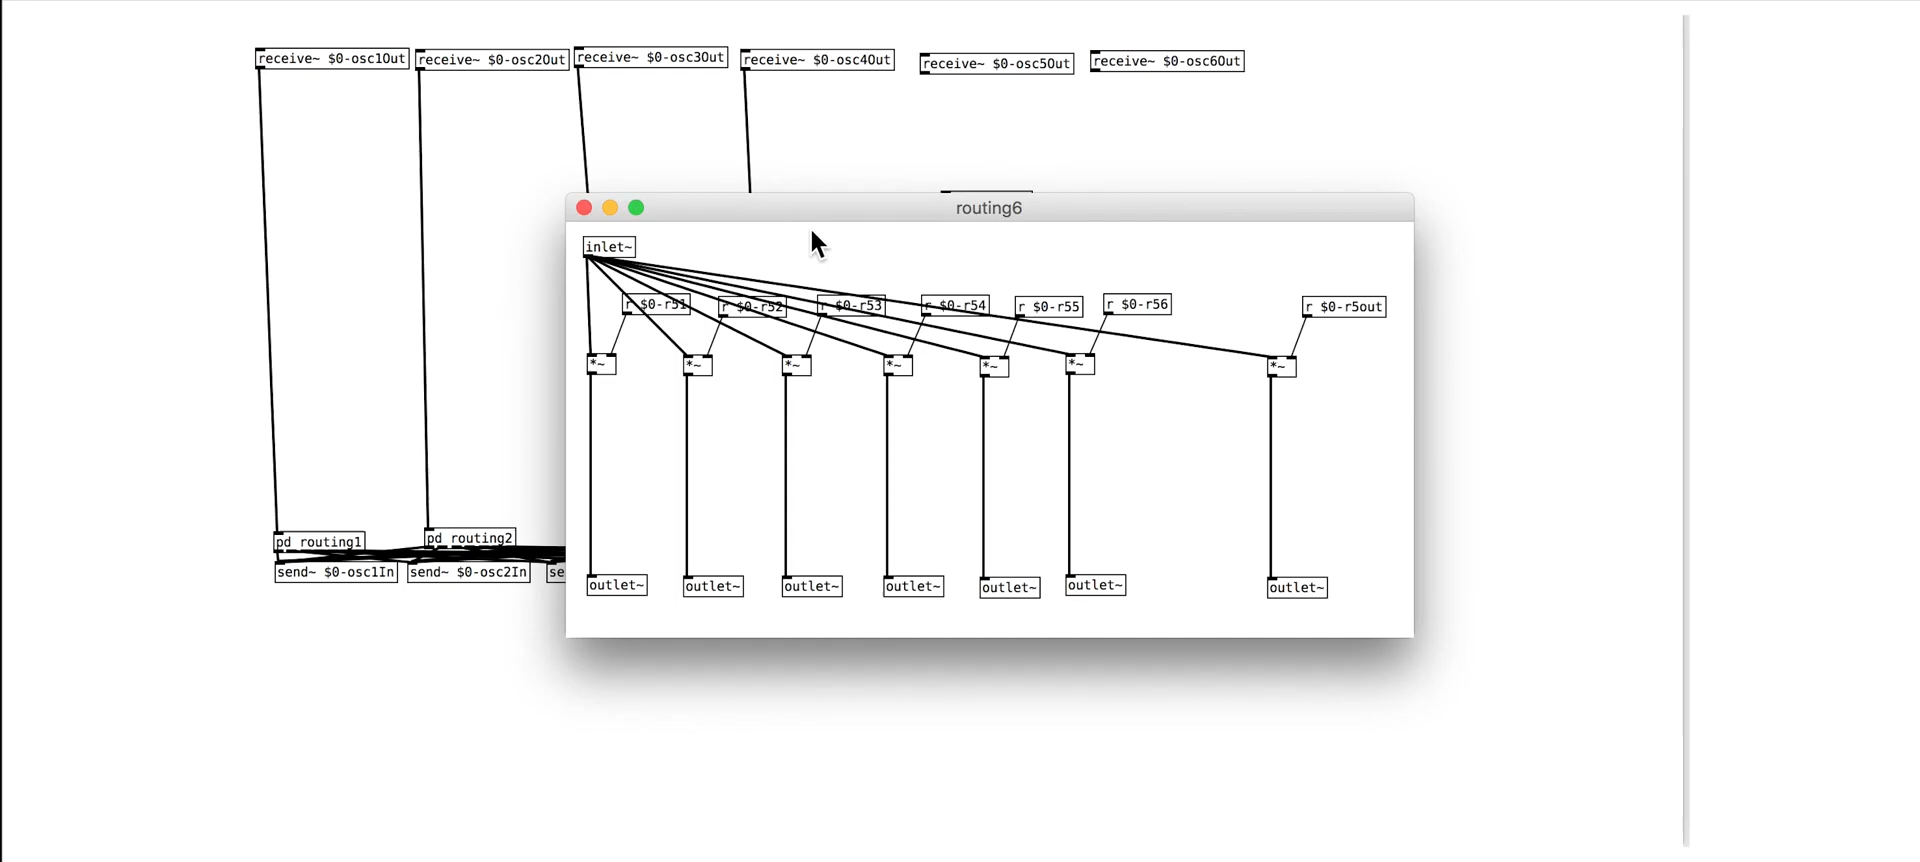 receive~ $0-osc1Out
receive~ $0-osc2Out
receive~ $0-osc3Out
receive~ $0-osc4Out
receive~ $0-osc5Out
receive~ $0-osc6Out
routing6
inlet~
r $0-r51
r $0-r52
r $0-r53
r $0-r54
r $0-r55
r $0-r56
r $0-r5out
*~
*~
*~
*~
*~
*~
*~
outlet~
outlet~
outlet~
outlet~
outlet~
outlet~
outlet~
pd routing1
pd routing2
send~ $0-osc1In
send~ $0-osc2In
se